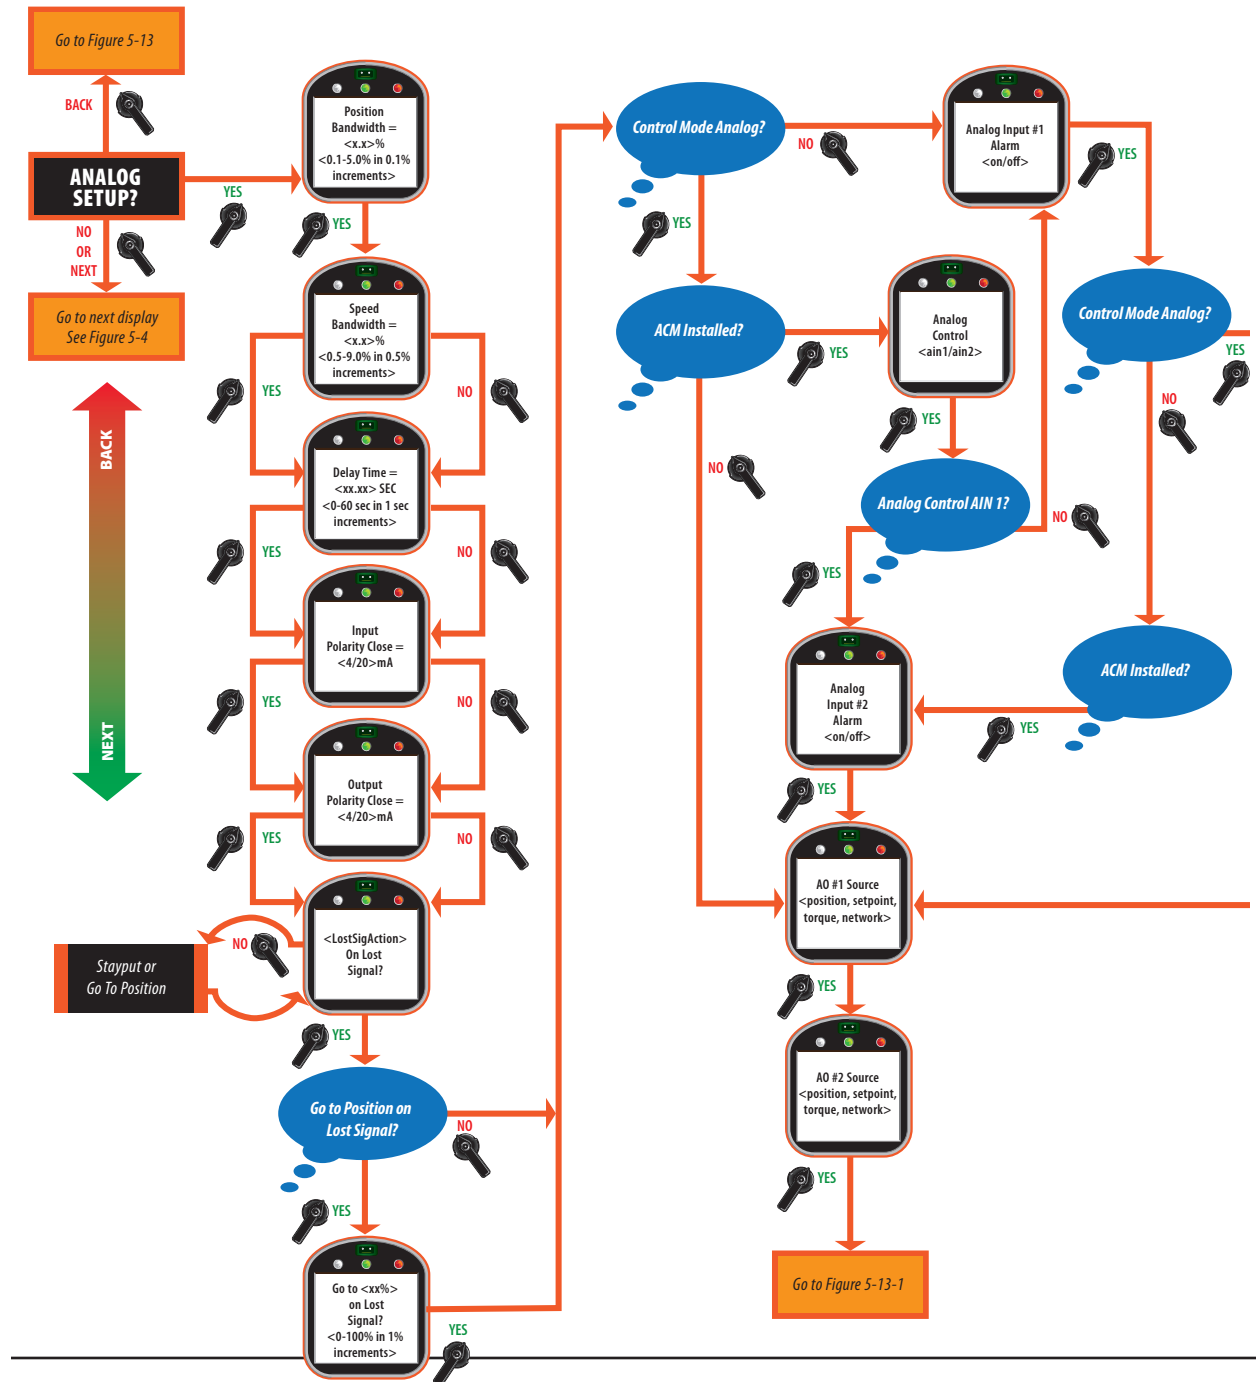 Go to Figure 5-13
BACK
ANALOG
SETUP?
YES
NO
OR
NEXT
Go to next display
See Figure 5-4
BACK
NEXT
Position
Bandwidth =
<x.x>%
<0.1-5.0% in 0.1%
increments>
YES
Speed
Bandwidth =
<x.x>%
<0.5-9.0% in 0.5%
increments>
YES
NO
Delay Time =
<xx.xx> SEC
<0-60 sec in 1 sec
increments>
YES
NO
Input
Polarity Close =
<4/20>mA
YES
NO
Output
Polarity Close =
<4/20>mA
YES
NO
<LostSigAction>
On Lost
Signal?
NO
Stayput or
Go To Position
YES
Go to Position on
Lost Signal?
NO
YES
Go to <xx%>
on Lost
Signal?
<0-100% in 1%
increments>
YES
Control Mode Analog?
NO
YES
Analog Input #1
Alarm
<on/off>
YES
ACM Installed?
YES
NO
Analog
Control
<ain1/ain2>
YES
Analog Control AIN 1?
NO
YES
Control Mode Analog?
YES
NO
ACM Installed?
YES
Analog
Input #2
Alarm
<on/off>
YES
AO #1 Source
<position, setpoint,
torque, network>
YES
AO #2 Source
<position, setpoint,
torque, network>
YES
Go to Figure 5-13-1